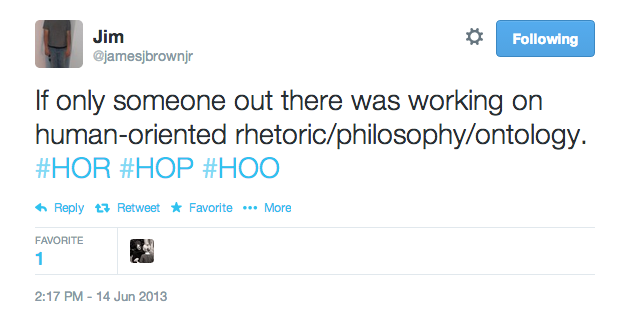 Jim
@jamesjbrownjr
Following
If only someone out there was working on
human-oriented rhetoric/philosophy/ontology.
#HOR #HOP #HOO
Reply Retweet Favorite More
FAVORITE
1
2:17 PM - 14 Jun 2013